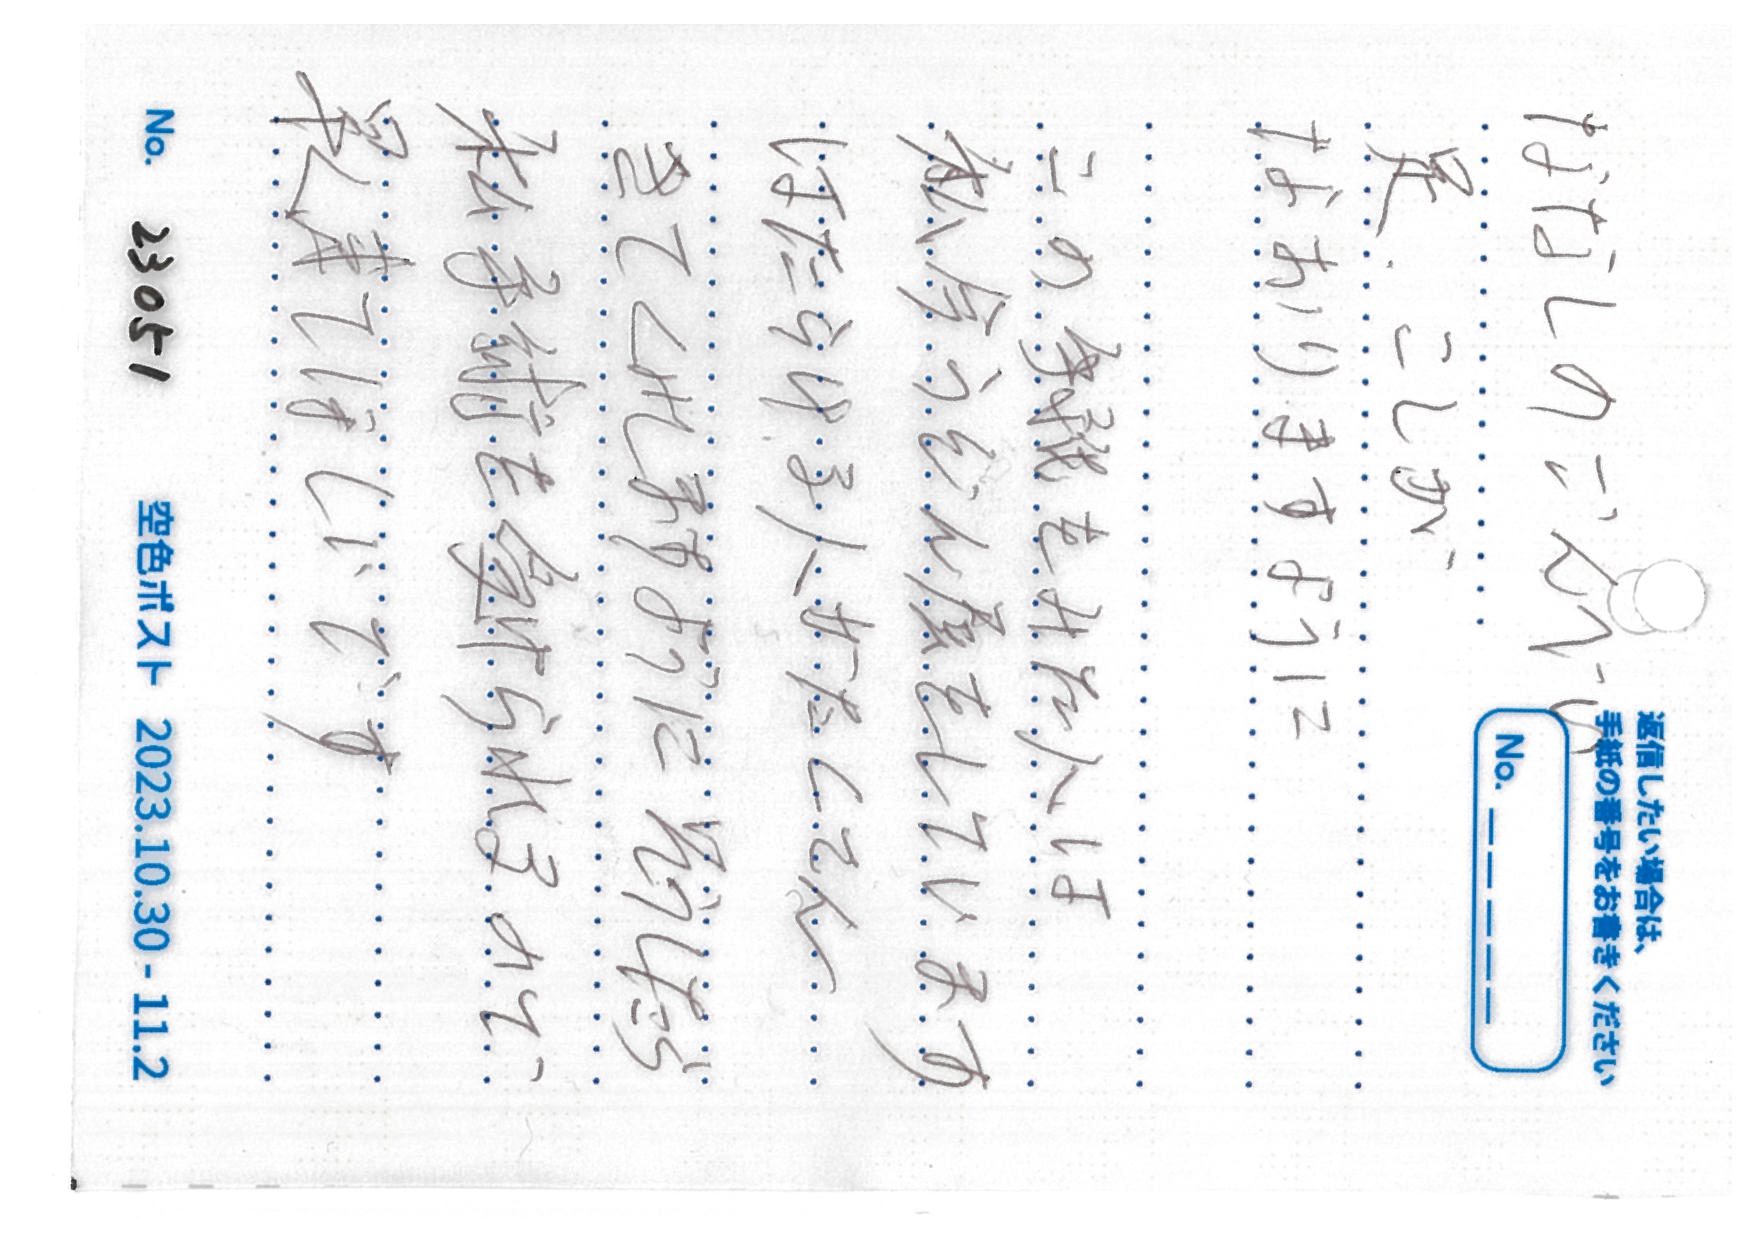 返信したい場合は、
手紙の番号をお書きください
ななしのごんべい
No. _ _ _ _ _
足、こしが
なおりますように
この手紙をみた人は
私今うどん屋をしています
はたらける人がたくさん
きてくれますように そうしたら
私手術を受けられるので
早く来てほしいです
No. 23051 空色ポスト 2023.10.30 - 11.2